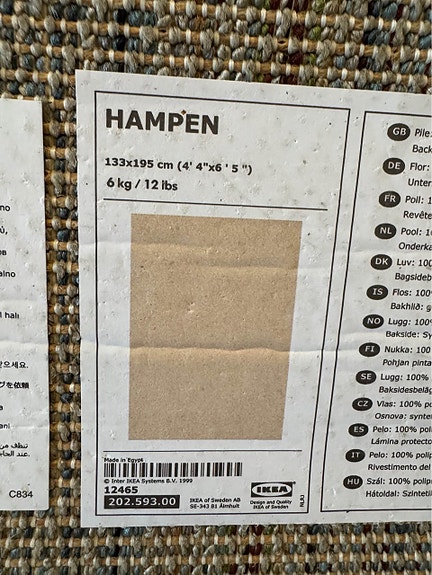 HAMPEN
133x195 cm (4' 4"x6 ' 5 ")
6 kg / 12 lbs
Made in Egypt
© Inter IKEA Systems B.V. 1999
12465
202.593.00
IKEA of Sweden AB
SE-343 81 Älmhult
IKEA
Design and Quality
IKEA of Sweden
GB Pile:
Back
DE Flor:
Unter
FR Poil: 1
Revête
NL Pool: 1
Onderka
DK Luv: 100
Bagsideb
IS Flos: 100
Bakhlið: g
NO Lugg: 100
Bakside: Sy
FI Nukka: 100
Pohjan pinta
SE Lugg: 100%
Baksidesbeläg
CZ Vlas: 100% pol
Osnova: synte
ES Pelo: 100% pol
Lámina protecto
IT Pelo: 100% polip
Rivestimento del
HU Szál: 100% polip
Hátoldal: Szinteti
C834